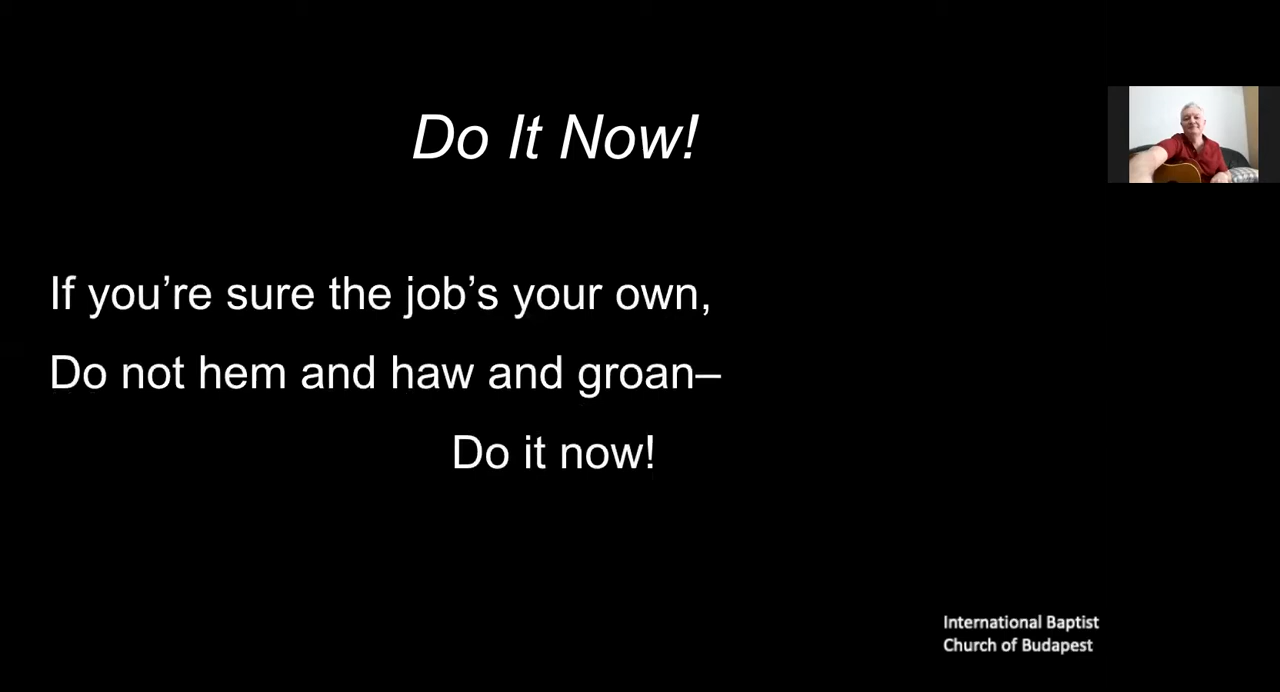 Do It Now!
If you’re sure the job’s your own,
Do not hem and haw and groan–
Do it now!
International Baptist
Church of Budapest